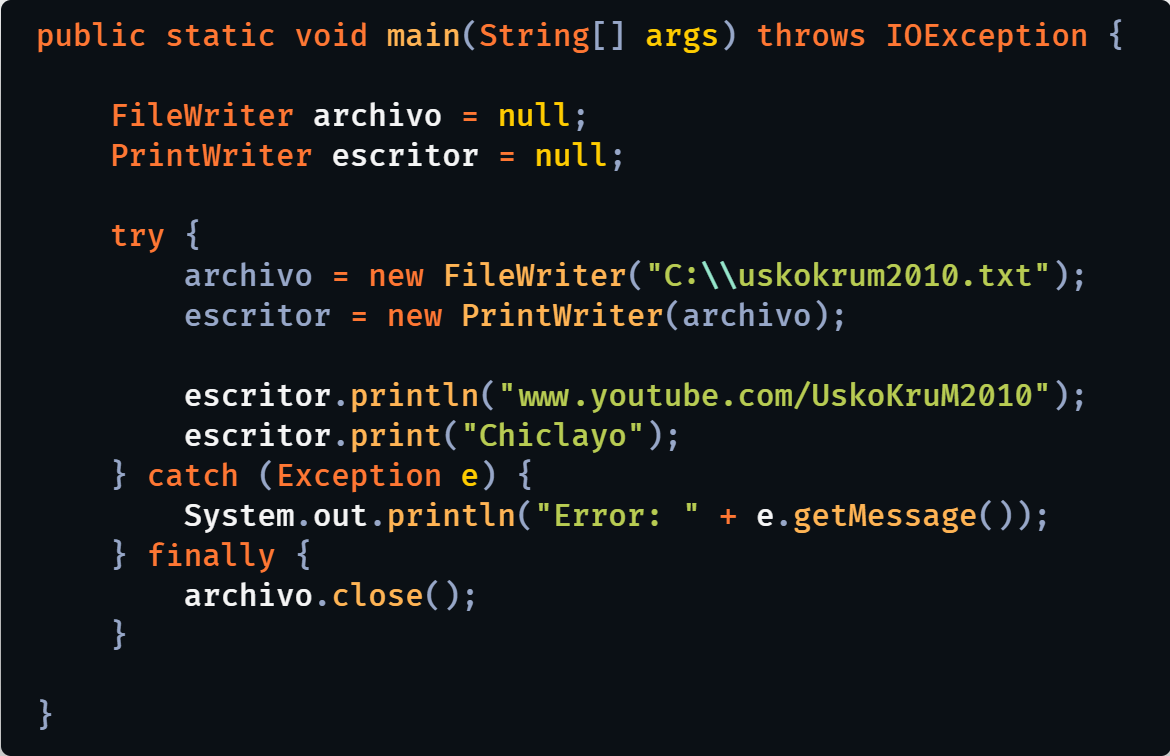 public static void main(String[] args) throws IOException {
    FileWriter archivo = null;
    PrintWriter escritor = null;
    try {
        archivo = new FileWriter("C:\\uskokrum2010.txt");
        escritor = new PrintWriter(archivo);
        escritor.println("www.youtube.com/UskoKruM2010");
        escritor.print("Chiclayo");
    } catch (Exception e) {
        System.out.println("Error: " + e.getMessage());
    } finally {
        archivo.close();
    }
}